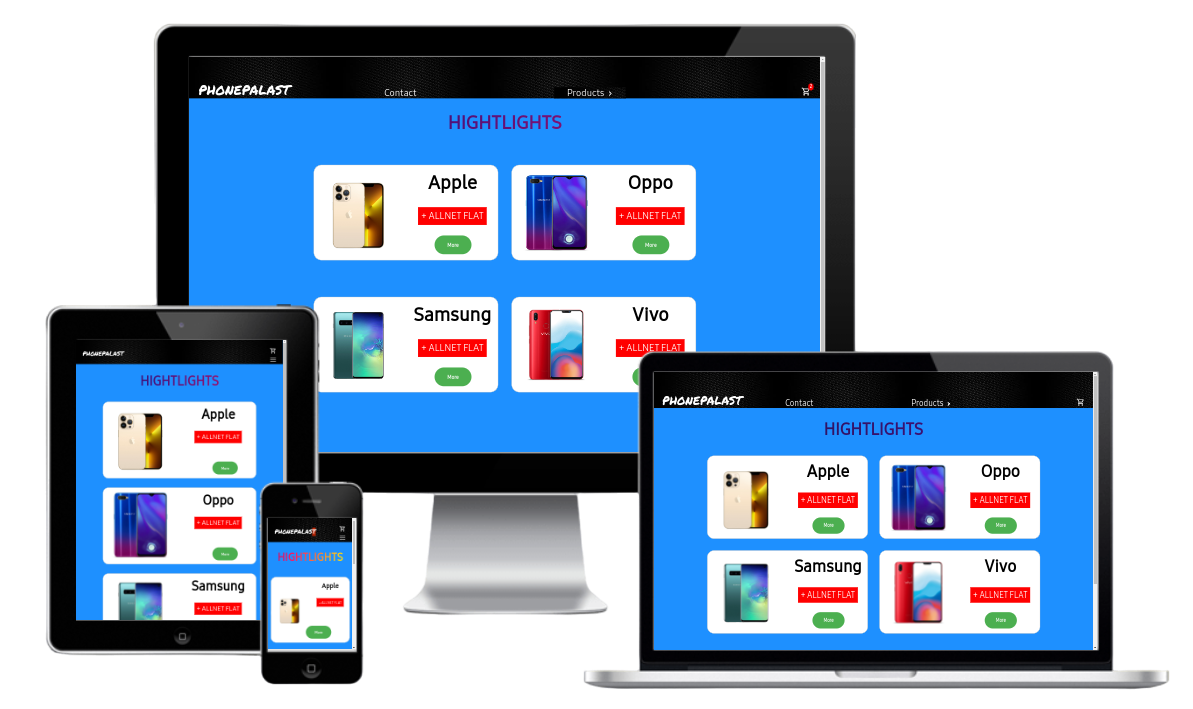 PHONEPALAST
Contact
Products ›
2
HIGHTLIGHTS
Apple
+ ALLNET FLAT
More
Oppo
+ ALLNET FLAT
More
Samsung
+ ALLNET FLAT
More
Vivo
+ ALLNET FLAT
PHONEPALAST
HIGHTLIGHTS
Apple
+ ALLNET FLAT
More
Oppo
+ ALLNET FLAT
More
Samsung
+ ALLNET FLAT
PHONEPALAST
HIGHTLIGHTS
Apple
+ ALLNET FLAT
More
PHONEPALAST
Contact
Products ›
HIGHTLIGHTS
Apple
+ ALLNET FLAT
More
Oppo
+ ALLNET FLAT
More
Samsung
+ ALLNET FLAT
More
Vivo
+ ALLNET FLAT
More